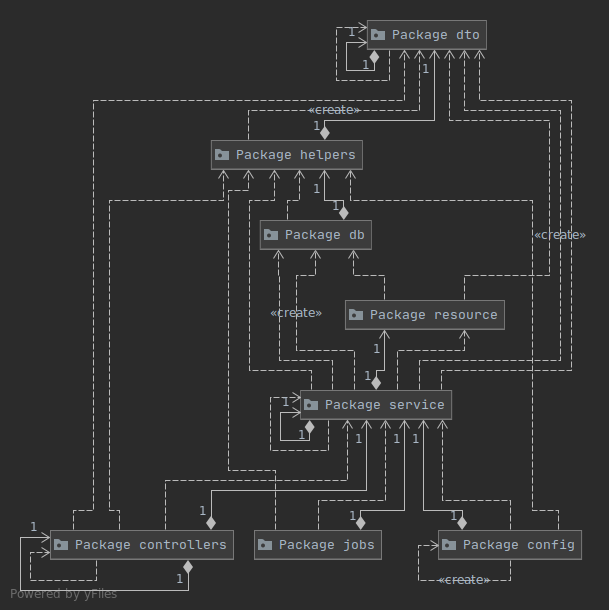 Package dto
1
1
1
«create»
1
Package helpers
1
1
Package db
«create»
«create»
Package resource
1
1
Package service
1
1
1
1
1
1
1
1
1
Package controllers
Package jobs
Package config
1
«create»
Powered by yFiles